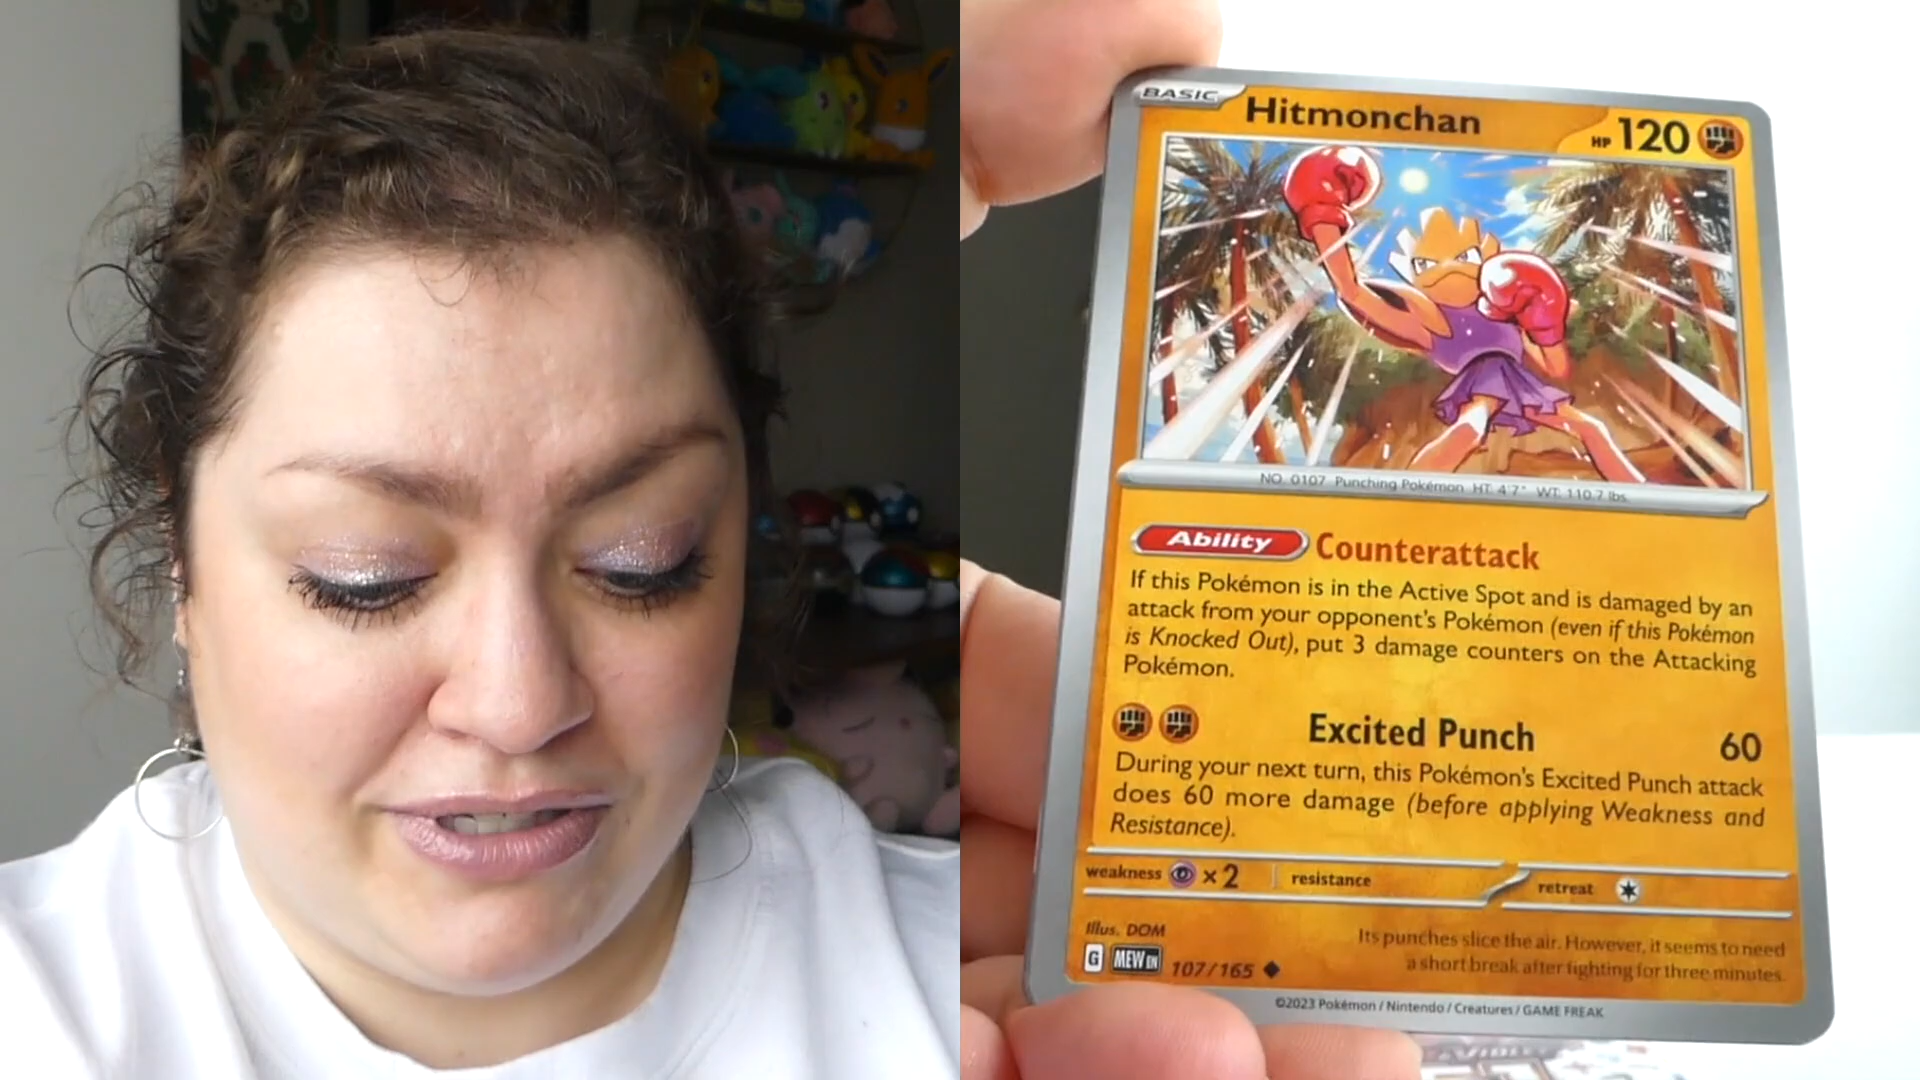 BASIC Hitmonchan HP 120
NO. 0107 Punching Pokémon HT: 4'7" WT: 110.7 lbs.
Ability Counterattack
If this Pokémon is in the Active Spot and is damaged by an
attack from your opponent's Pokémon (even if this Pokémon
is Knocked Out), put 3 damage counters on the Attacking
Pokémon.
Excited Punch 60
During your next turn, this Pokémon's Excited Punch attack
does 60 more damage (before applying Weakness and
Resistance).
weakness ×2 resistance retreat
Illus. DOM
G MEW EN 107/165
Its punches slice the air. However, it seems to need
a short break after fighting for three minutes.
©2023 Pokémon / Nintendo / Creatures / GAME FREAK